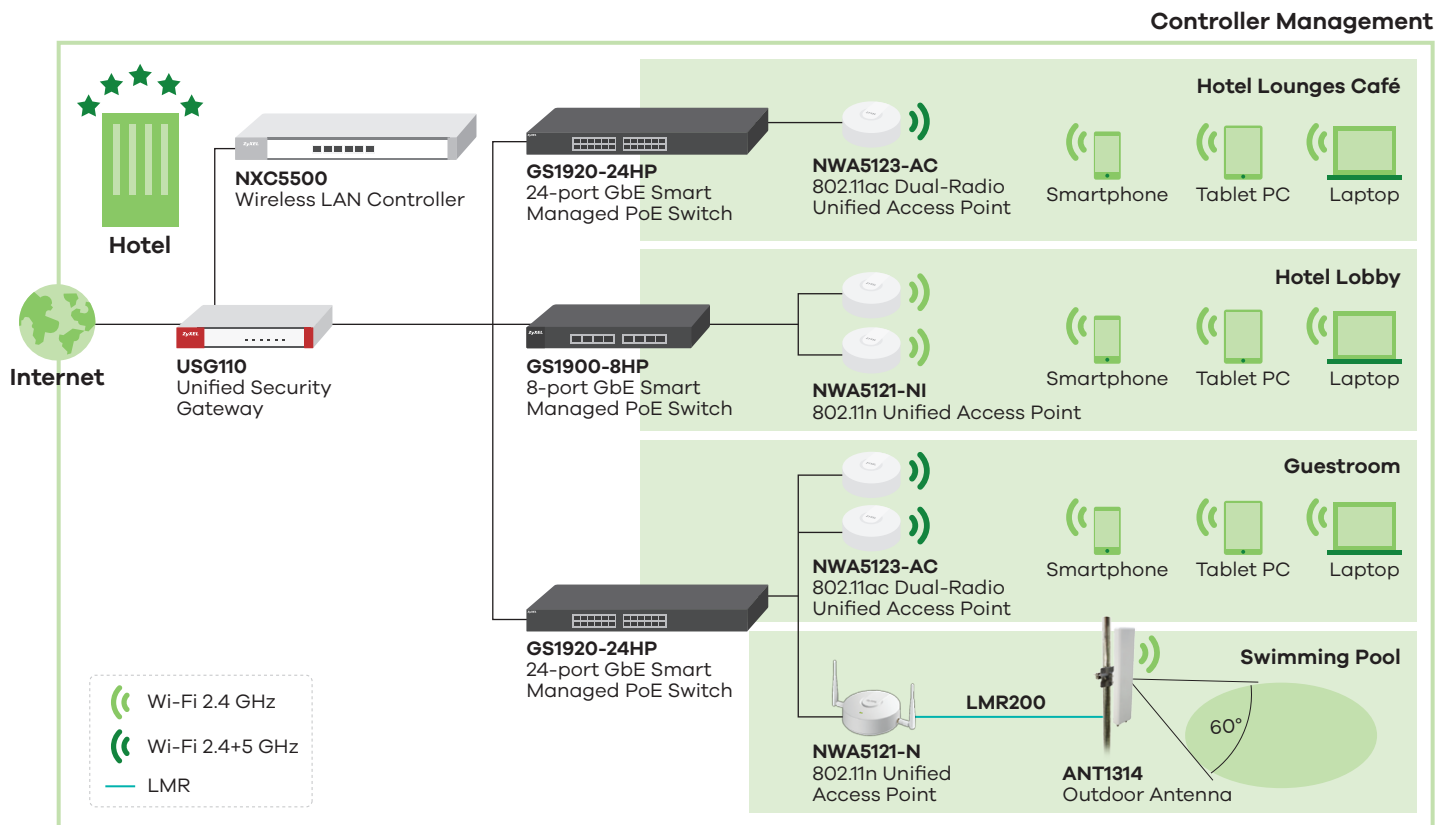 Controller Management
Hotel
ZyXEL
NXC5500
Wireless LAN Controller
Internet
ZyXEL
USG110
Unified Security
Gateway
GS1920-24HP
24-port GbE Smart
Managed PoE Switch
ZyXEL
GS1900-8HP
8-port GbE Smart
Managed PoE Switch
GS1920-24HP
24-port GbE Smart
Managed PoE Switch
Hotel Lounges Café
NWA5123-AC
802.11ac Dual-Radio
Unified Access Point
Smartphone
Tablet PC
Laptop
Hotel Lobby
NWA5121-NI
802.11n Unified Access Point
Smartphone
Tablet PC
Laptop
Guestroom
NWA5123-AC
802.11ac Dual-Radio
Unified Access Point
Smartphone
Tablet PC
Laptop
Swimming Pool
LMR200
60°
NWA5121-N
802.11n Unified
Access Point
ANT1314
Outdoor Antenna
Wi-Fi 2.4 GHz
Wi-Fi 2.4+5 GHz
LMR